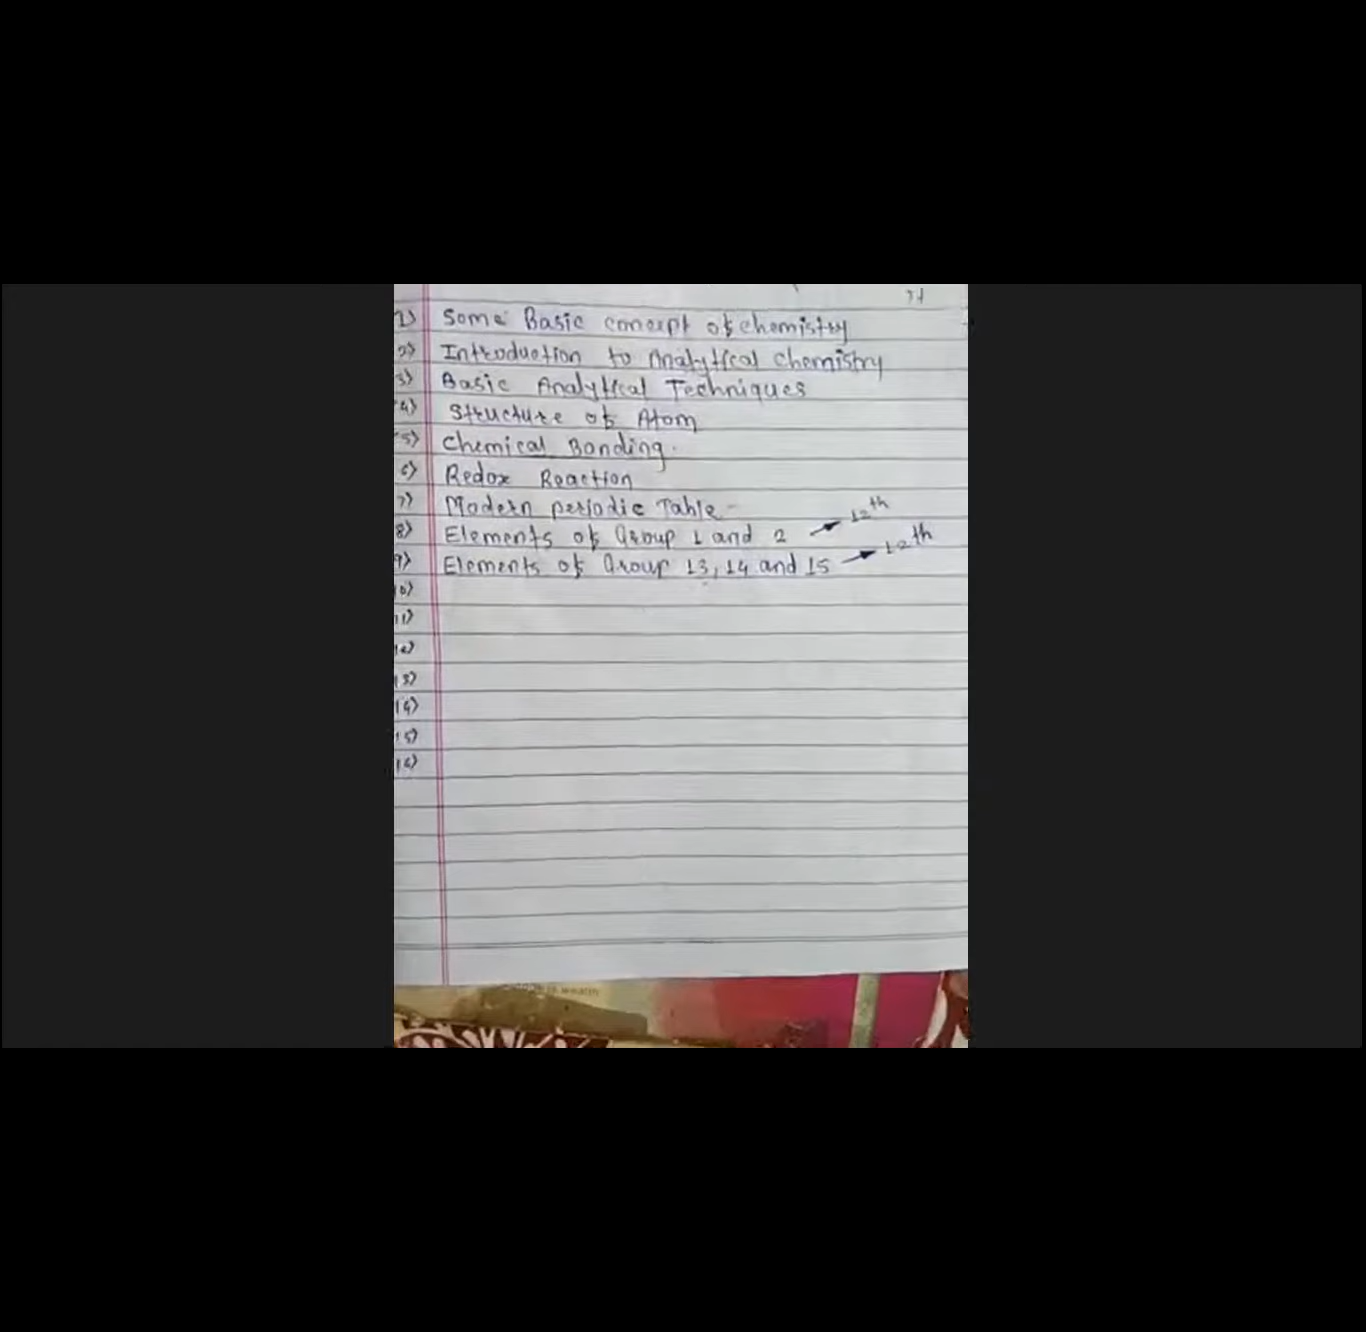 1) Some Basic concept of chemistry
2) Introduction to Analytical chemistry
3) Basic Analytical Techniques
4) Structure of Atom
5) Chemical Bonding.
6) Redox Reaction
7) Modern periodic Table -
8) Elements of Group 1 and 2 → 12th
9) Elements of Group 13, 14 and 15 → 12th
10)
11)
12)
13)
14)
15)
16)